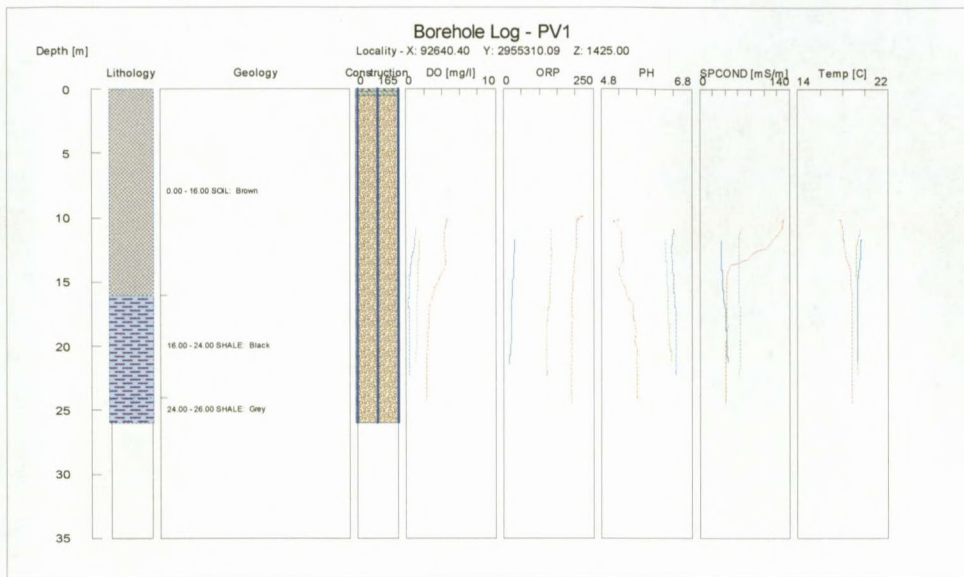 Borehole Log - PV1
Depth [m]
Locality - X: 92640.40 Y: 2955310.09 Z: 1425.00
Lithology Geology Construction DO [mg/l] ORP PH SPCOND [mS/m] Temp [C]
0 165 0 10 0 250 4.8 6.8 0 140 14 22
0
5
0.00 - 16.00 SOIL: Brown
10
15
16.00 - 24.00 SHALE: Black
20
24.00 - 26.00 SHALE: Grey
25
30
35